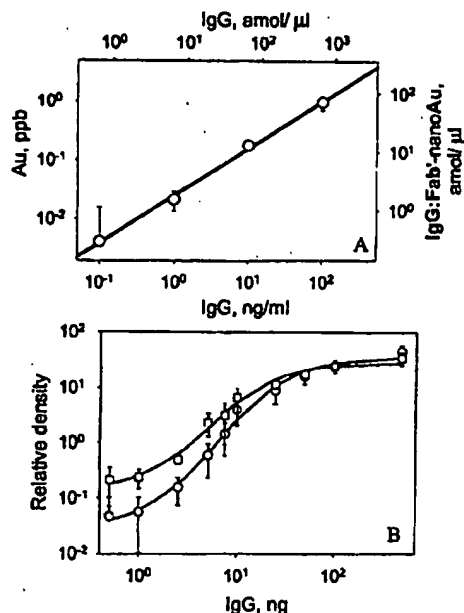 IgG, amol/ µl
10⁰ 10¹ 10² 10³
Au, ppb
10⁰
10⁻¹
10⁻²
10²
10¹
10⁰
IgG:Fab'-nanoAu, amol/ µl
A
10⁻¹ 10⁰ 10¹ 10²
IgG, ng/ml
Relative density
10²
10¹
10⁰
10⁻¹
10⁻²
B
10⁰ 10¹ 10²
IgG, ng